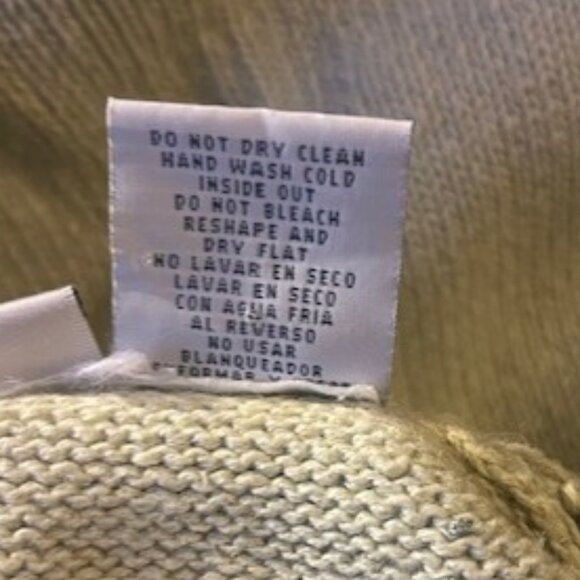 DO NOT DRY CLEAN
HAND WASH COLD
INSIDE OUT
DO NOT BLEACH
RESHAPE AND
DRY FLAT
NO LAVAR EN SECO
LAVAR EN SECO
CON AGUA FRIA
AL REWERSO
NO USAR
BLANQUEADOR